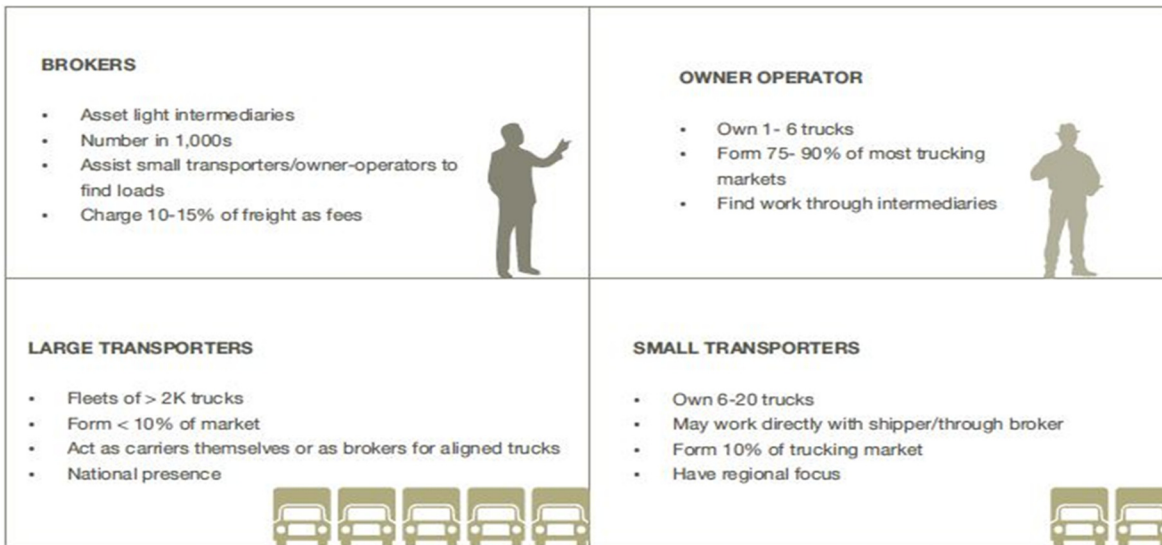 BROKERS
• Asset light intermediaries
• Number in 1,000s
• Assist small transporters/owner-operators to
find loads
• Charge 10-15% of freight as fees
OWNER OPERATOR
• Own 1- 6 trucks
• Form 75- 90% of most trucking
markets
• Find work through intermediaries
LARGE TRANSPORTERS
• Fleets of > 2K trucks
• Form < 10% of market
• Act as carriers themselves or as brokers for aligned trucks
• National presence
SMALL TRANSPORTERS
• Own 6-20 trucks
• May work directly with shipper/through broker
• Form 10% of trucking market
• Have regional focus